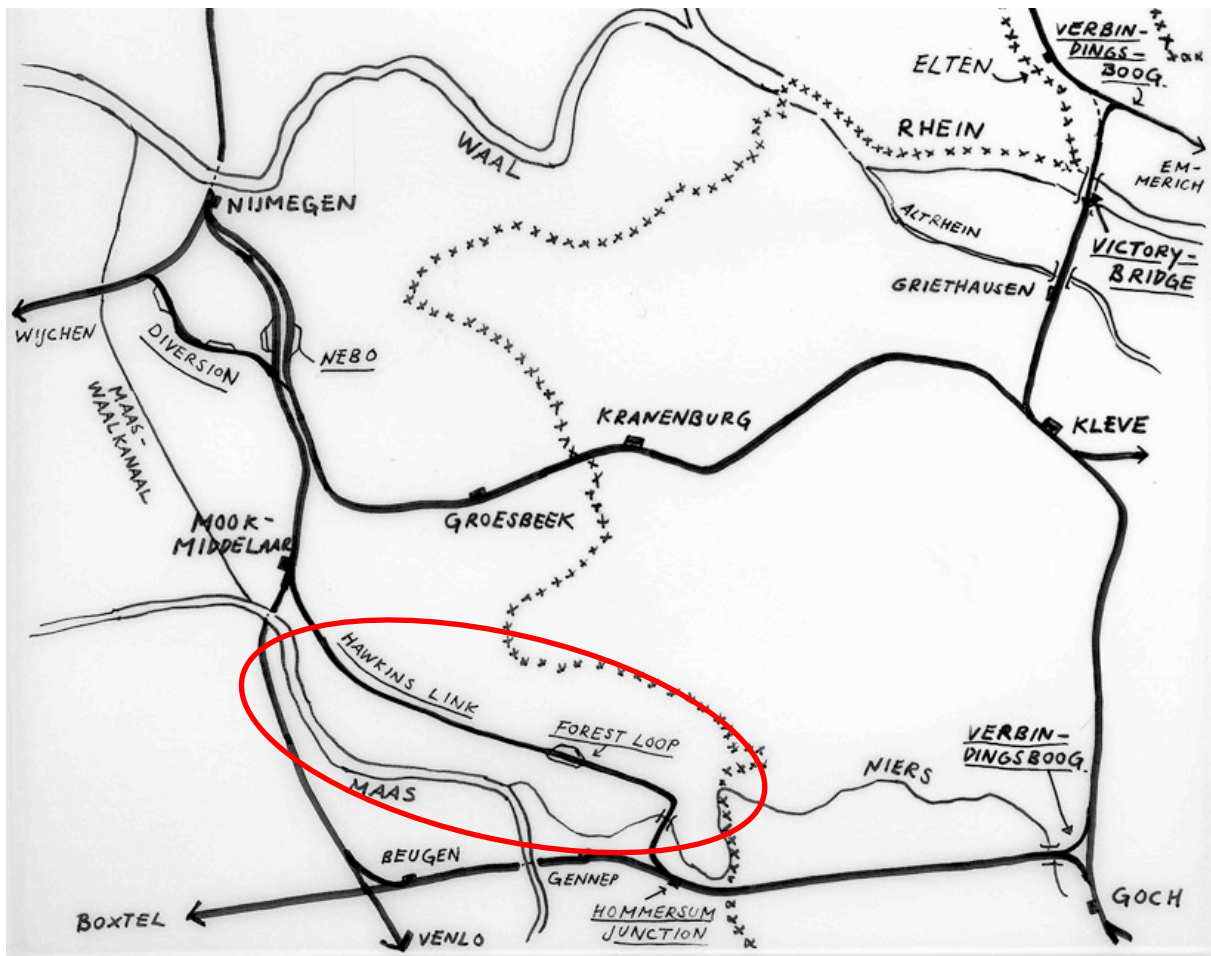 VERBIN-
DINGS-
BOOG.
ELTEN
RHEIN
EM-
MERICH
WAAL
NIJMEGEN
ALTRHEIN
VICTORY-
BRIDGE
GRIETHAUSEN
WIJCHEN
DIVERSION
NEBO
MAAS-
WAALKANAAL
KRANENBURG
KLEVE
GROESBEEK
MOOK-
MIDDELAAR
HAWKINS LINK
FOREST LOOP
VERBIN-
DINGSBOOG.
NIERS
MAAS
BEUGEN
GENNEP
GOCH
BOXTEL
HOMMERSUM
JUNCTION
VENLO